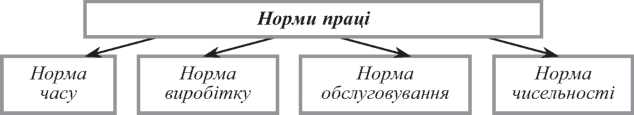 Норми праці
Норма
часу
Норма
виробітку
Норма
обслуговування
Норма
чисельності